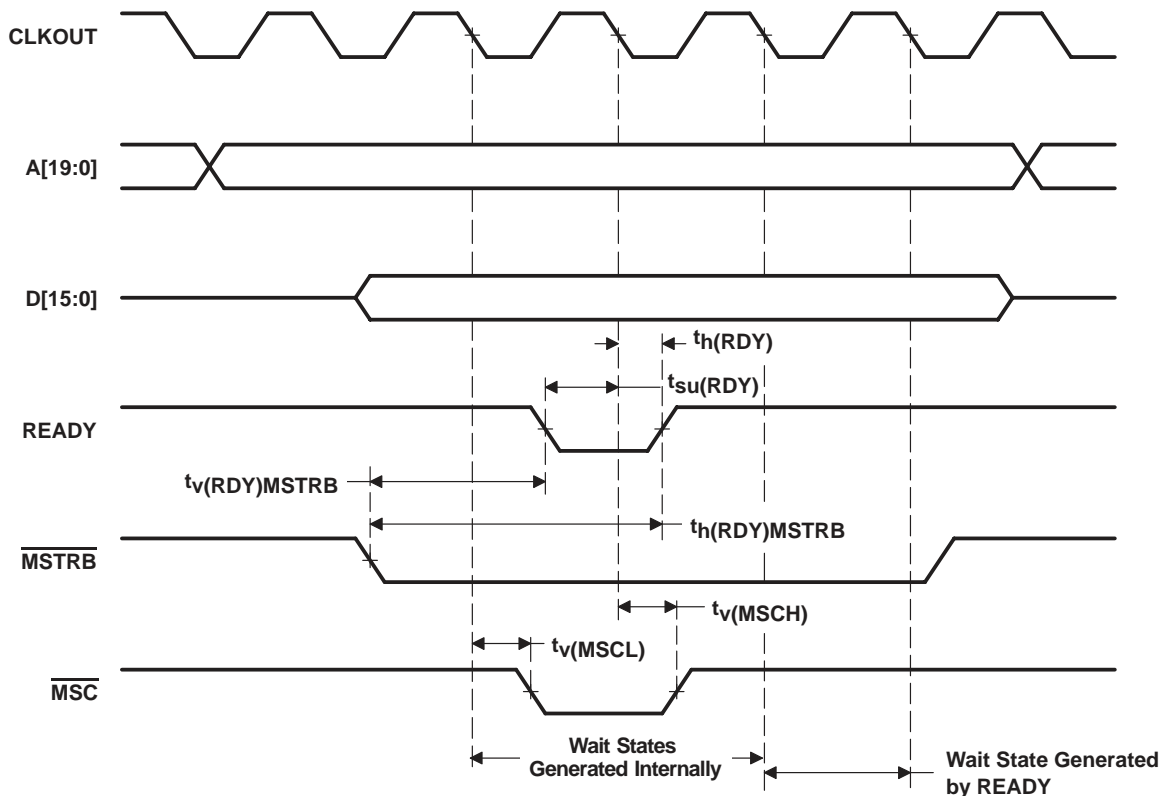 CLKOUT
A[19:0]
D[15:0]
th(RDY)
tsu(RDY)
READY
tv(RDY)MSTRB
th(RDY)MSTRB
MSTRB
tv(MSCH)
tv(MSCL)
MSC
Wait States
Generated Internally
Wait State Generated
by READY